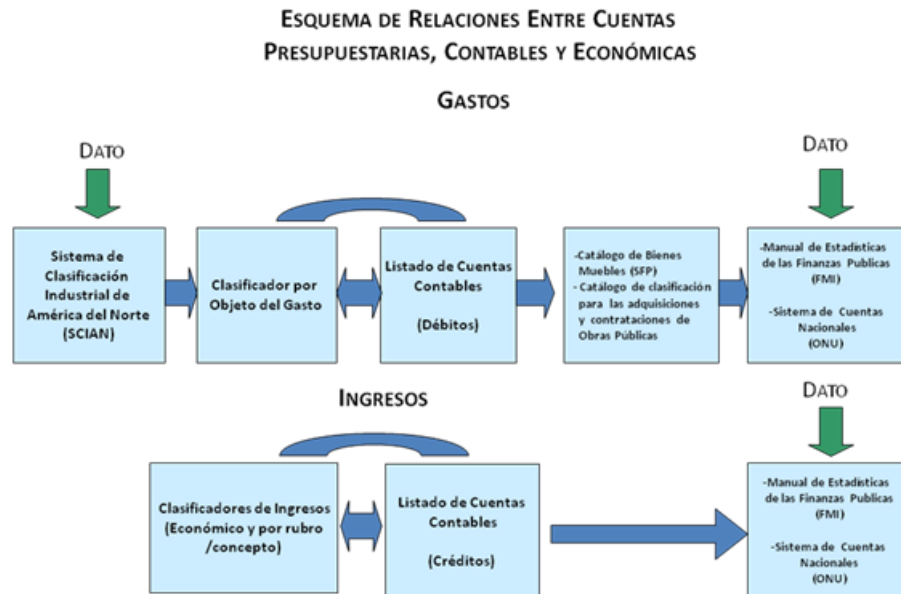 ESQUEMA DE RELACIONES ENTRE CUENTAS
PRESUPUESTARIAS, CONTABLES Y ECONÓMICAS
GASTOS
DATO
DATO
Sistema de
Clasificación
Industrial de
América del Norte
(SCIAN)
Clasificador por
Objeto del Gasto
Listado de Cuentas
Contables
(Débitos)
-Catálogo de Bienes
Muebles (SFP)
- Catálogo de clasificación
para las adquisiciones
y contrataciones de
Obras Públicas
-Manual de Estadísticas
de las Finanzas Publicas
(FMI)
-Sistema de Cuentas
Nacionales
(ONU)
INGRESOS
DATO
Clasificadores de Ingresos
(Económico y por rubro
/concepto)
Listado de Cuentas
Contables
(Créditos)
-Manual de Estadísticas
de las Finanzas Publicas
(FMI)
-Sistema de Cuentas
Nacionales
(ONU)